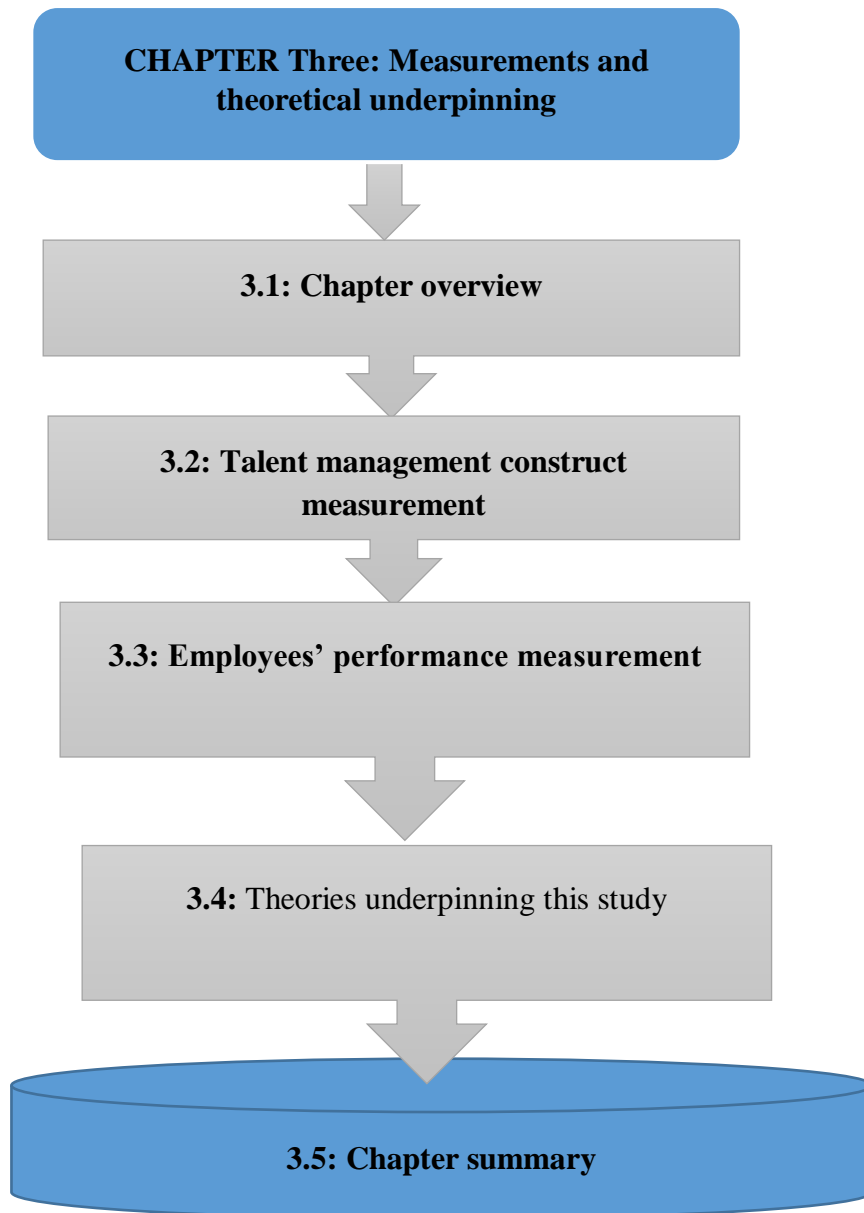 CHAPTER Three: Measurements and
theoretical underpinning
3.1: Chapter overview
3.2: Talent management construct
measurement
3.3: Employees’ performance measurement
3.4: Theories underpinning this study
3.5: Chapter summary